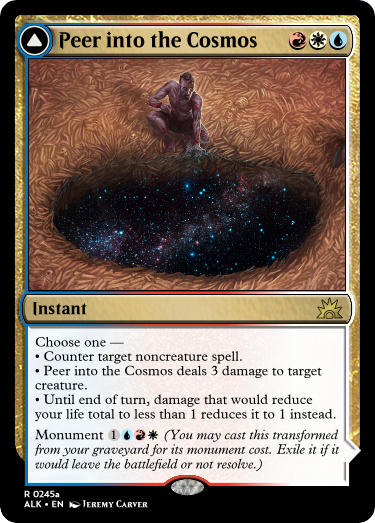 Peer into the Cosmos
Instant
Choose one —
• Counter target noncreature spell.
• Peer into the Cosmos deals 3 damage to target
creature.
• Until end of turn, damage that would reduce
your life total to less than 1 reduces it to 1 instead.
Monument 1 (You may cast this transformed
from your graveyard for its monument cost. Exile it if it
would leave the battlefield or not resolve.)
R 0245a
ALK • EN JEREMY CARVER